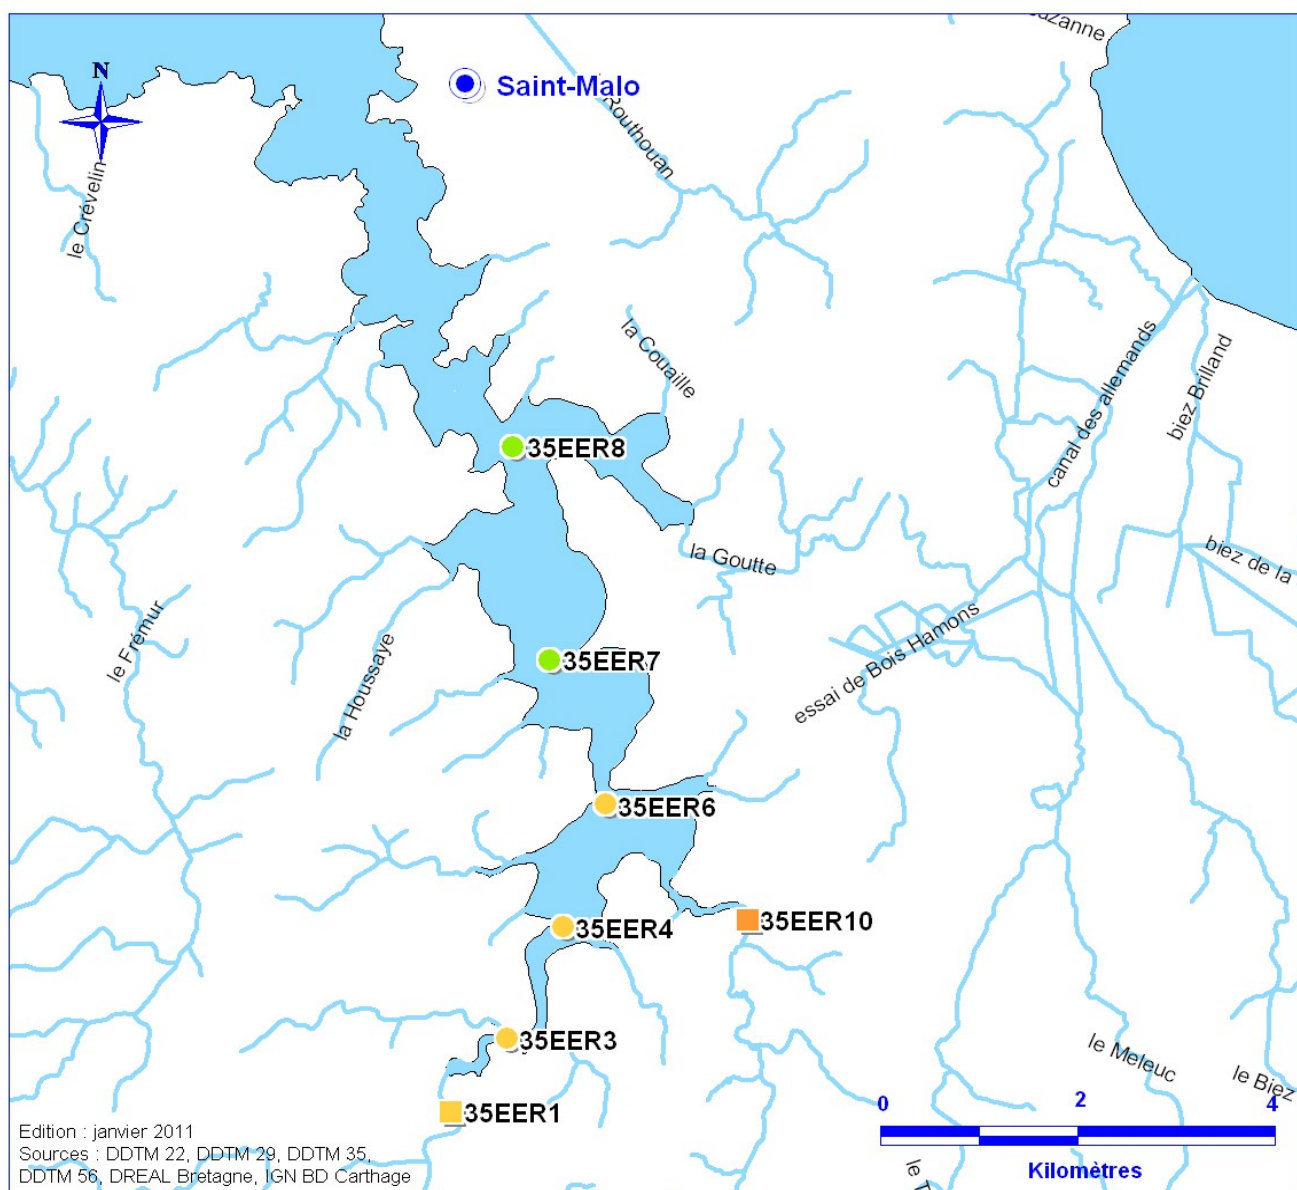 uzanne
N
Saint-Malo
Routhouan
le Crévelin
la Couaille
canal des allemands
biez Brilland
35EER8
la Goutte
biez de la
le Frémur
essai de Bois Hamons
la Houssaye
35EER7
35EER6
35EER10
35EER4
35EER3
le Meleuc
le Biez
35EER1
0 2 4
Kilomètres
Edition : janvier 2011
Sources : DDTM 22, DDTM 29, DDTM 35,
DDTM 56, DREAL Bretagne, IGN BD Carthage